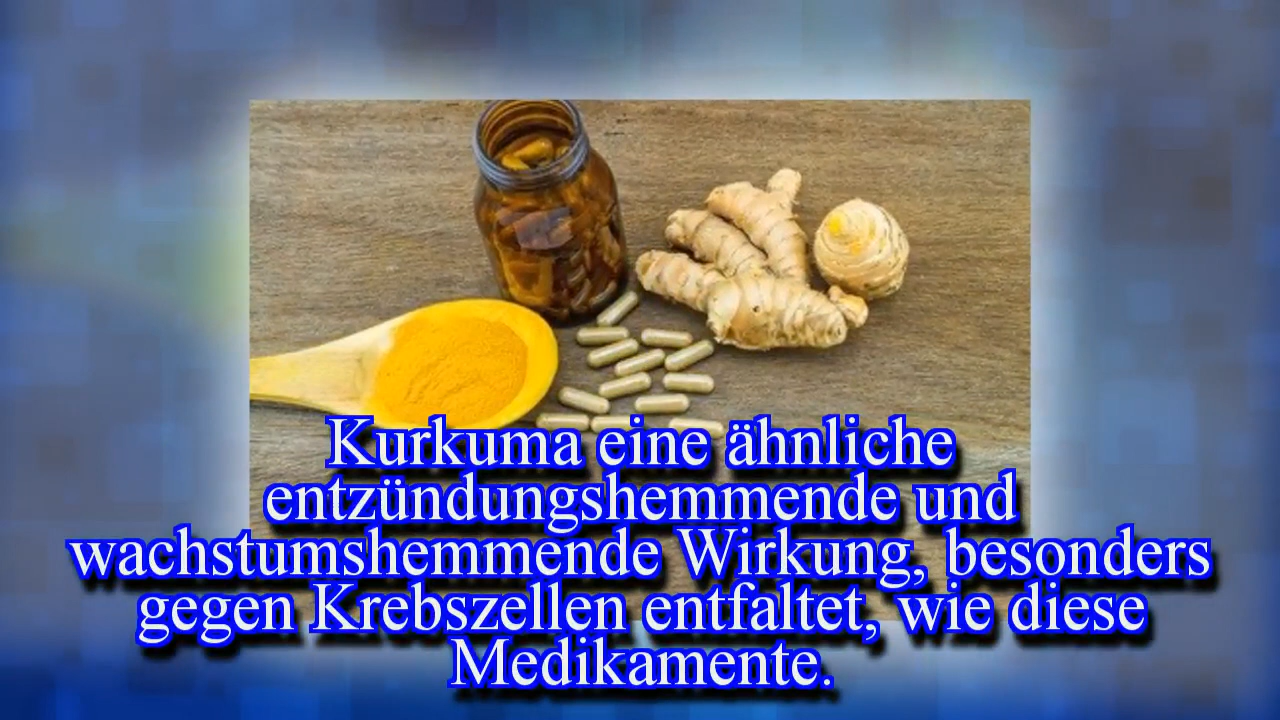 Kurkuma eine ähnliche
entzündungshemmende und
wachstumshemmende Wirkung, besonders
gegen Krebszellen entfaltet, wie diese
Medikamente.